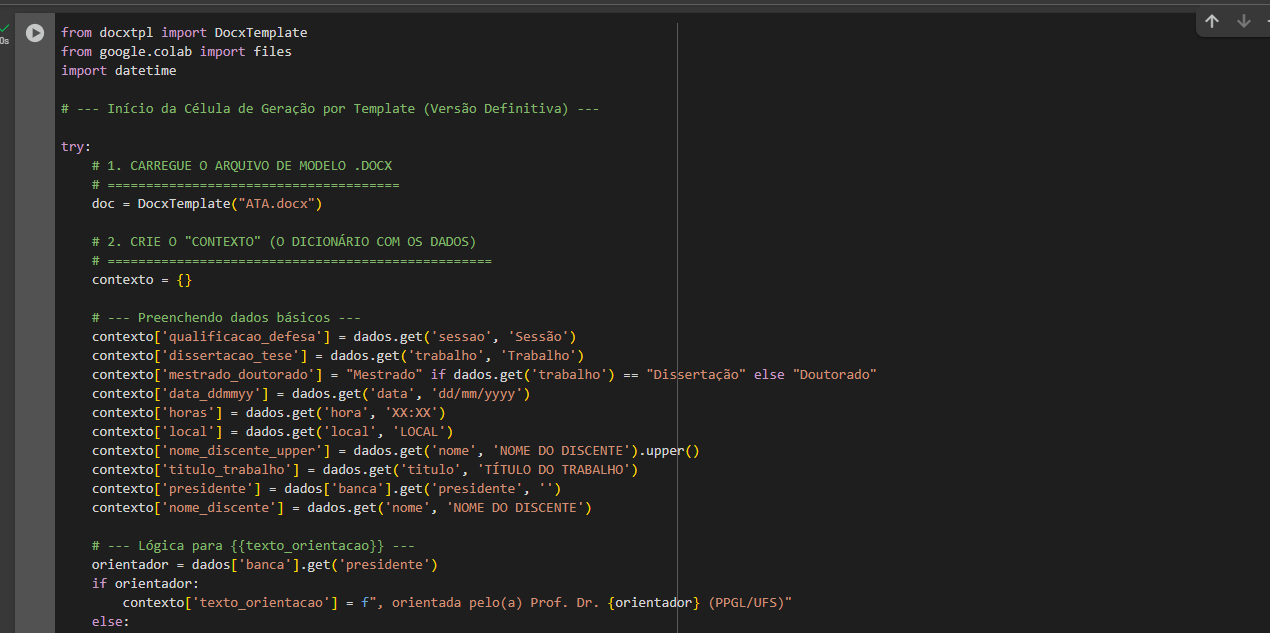 from docxtpl import DocxTemplate
from google.colab import files
import datetime
# --- Início da Célula de Geração por Template (Versão Definitiva) ---
try:
    # 1. CARREGUE O ARQUIVO DE MODELO .DOCX
    # ======================================
    doc = DocxTemplate("ATA.docx")
    # 2. CRIE O "CONTEXTO" (O DICIONÁRIO COM OS DADOS)
    # ==================================================
    contexto = {}
    # --- Preenchendo dados básicos ---
    contexto['qualificacao_defesa'] = dados.get('sessao', 'Sessão')
    contexto['dissertacao_tese'] = dados.get('trabalho', 'Trabalho')
    contexto['mestrado_doutorado'] = "Mestrado" if dados.get('trabalho') == "Dissertação" else "Doutorado"
    contexto['data_ddmmyy'] = dados.get('data', 'dd/mm/yyyy')
    contexto['horas'] = dados.get('hora', 'XX:XX')
    contexto['local'] = dados.get('local', 'LOCAL')
    contexto['nome_discente_upper'] = dados.get('nome', 'NOME DO DISCENTE').upper()
    contexto['titulo_trabalho'] = dados.get('titulo', 'TÍTULO DO TRABALHO')
    contexto['presidente'] = dados['banca'].get('presidente', '')
    contexto['nome_discente'] = dados.get('nome', 'NOME DO DISCENTE')
    # --- Lógica para {{texto_orientacao}} ---
    orientador = dados['banca'].get('presidente')
    if orientador:
        contexto['texto_orientacao'] = f", orientada pelo(a) Prof. Dr. {orientador} (PPGL/UFS)"
    else:
0s